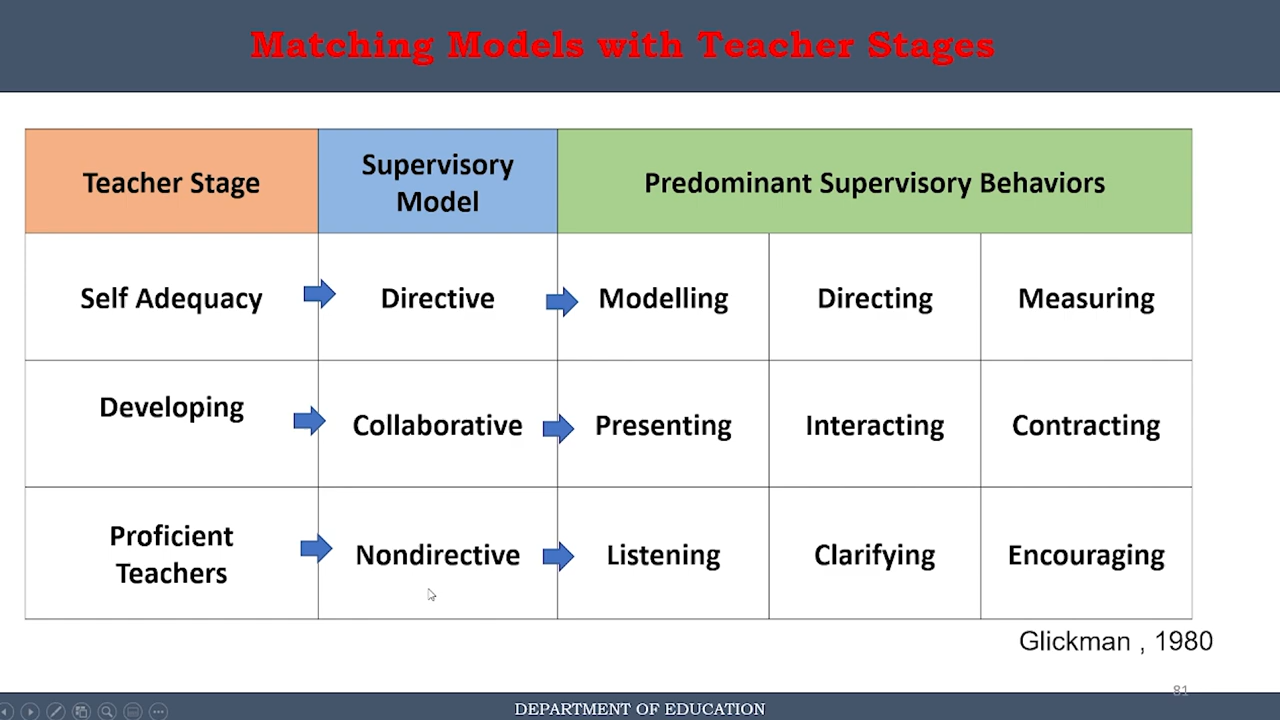 Matching Models with Teacher Stages
Teacher Stage
Supervisory
Model
Predominant Supervisory Behaviors
Self Adequacy
Directive
Modelling
Directing
Measuring
Developing
Collaborative
Presenting
Interacting
Contracting
Proficient
Teachers
Nondirective
Listening
Clarifying
Encouraging
Glickman , 1980
81
DEPARTMENT OF EDUCATION